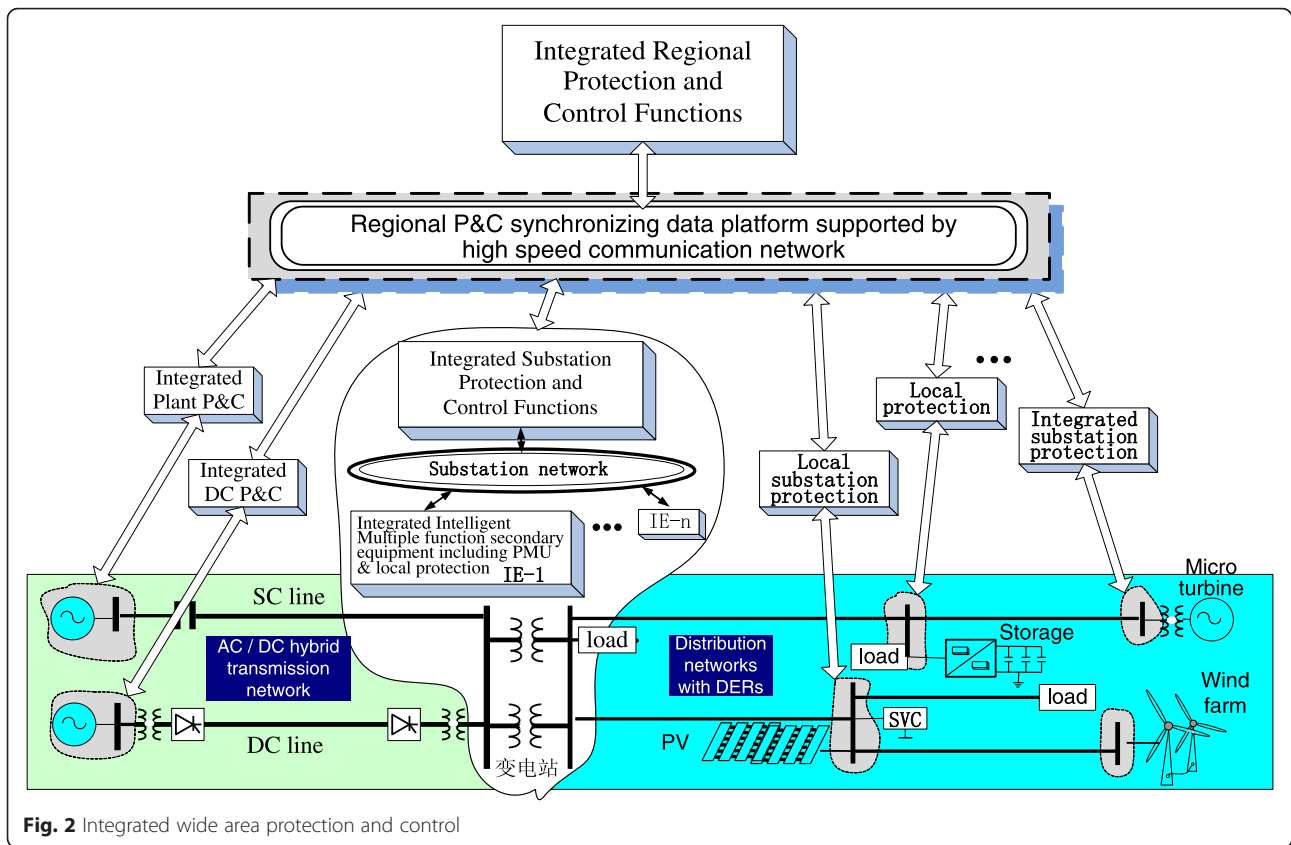 Integrated Regional
Protection and
Control Functions
Regional P&C synchronizing data platform supported by
high speed communication network
Integrated
Plant P&C
Integrated
DC P&C
Integrated Substation
Protection and
Control Functions
Substation network
Integrated Intelligent
Multiple function secondary
equipment including PMU
& local protection
IE-1
IE-n
Local
substation
protection
Local
protection
Integrated
substation
protection
SC line
AC / DC hybrid
transmission
network
DC line
load
变电站
Distribution
networks
with DERs
PV
load
Storage
Micro
turbine
load
SVC
Wind
farm
Fig. 2 Integrated wide area protection and control